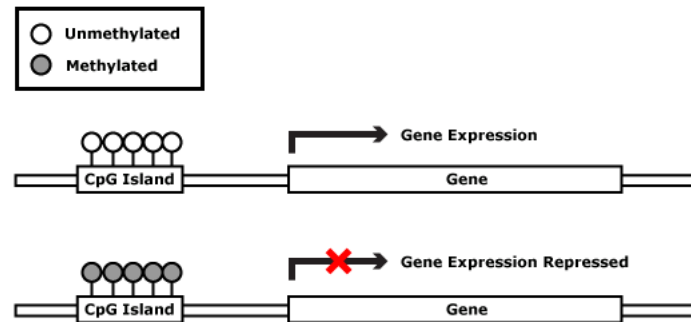 Unmethylated
Methylated
Gene Expression
CpG Island
Gene
Gene Expression Repressed
CpG Island
Gene